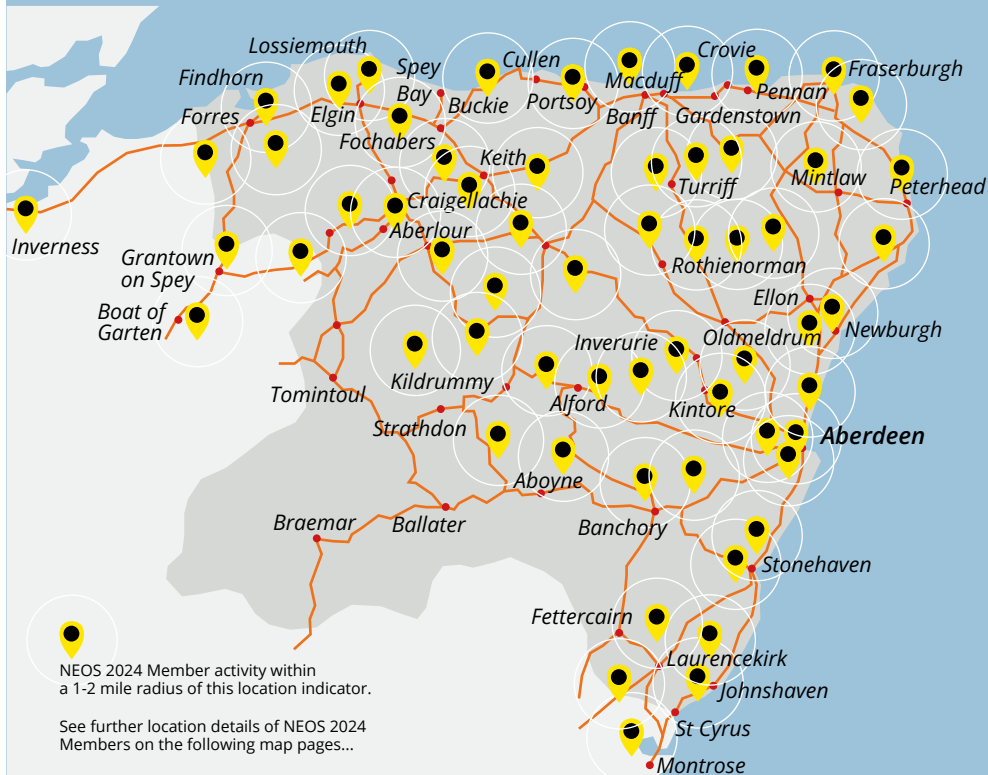 Lossiemouth
Findhorn
Forres
Elgin
Spey
Bay
Fochabers
Buckie
Cullen
Portsoy
Macduff
Banff
Crovie
Gardenstown
Pennan
Fraserburgh
Keith
Craigellachie
Aberlour
Turriff
Mintlaw
Peterhead
Inverness
Grantown
on Spey
Boat of
Garten
Rothienorman
Ellon
Newburgh
Oldmeldrum
Inverurie
Tomintoul
Kildrummy
Strathdon
Alford
Kintore
Aberdeen
Aboyne
Braemar
Ballater
Banchory
Stonehaven
Fettercairn
Laurencekirk
Johnshaven
St Cyrus
Montrose
NEOS 2024 Member activity within
a 1-2 mile radius of this location indicator.
See further location details of NEOS 2024
Members on the following map pages...